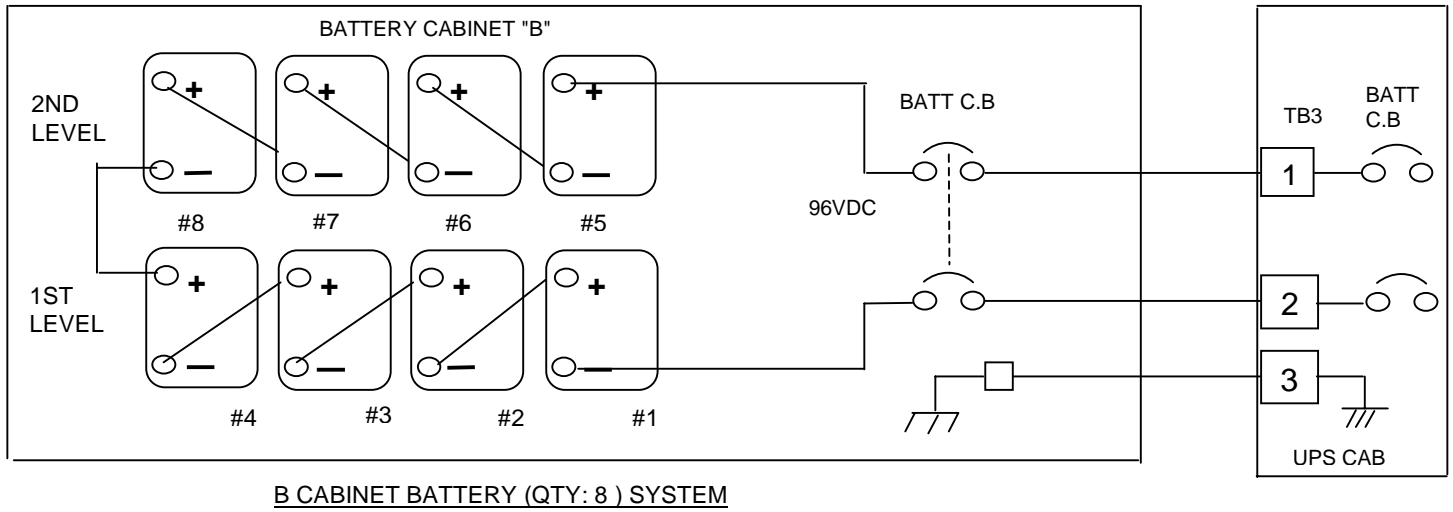 BATTERY CABINET "B"
2ND
LEVEL
+
+
+
+
—
—
—
—
#8
#7
#6
#5
1ST
LEVEL
+
+
+
+
—
—
—
—
#4
#3
#2
#1
BATT C.B
96VDC
TB3
BATT
C.B
1
2
3
UPS CAB
B CABINET BATTERY (QTY: 8 ) SYSTEM